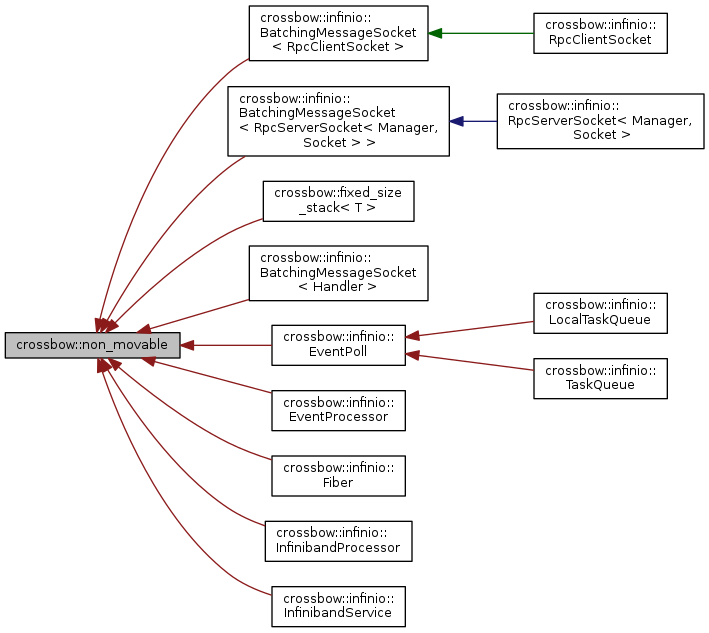 crossbow::infinio::
BatchingMessageSocket
< RpcClientSocket >
crossbow::infinio::
RpcClientSocket
crossbow::infinio::
BatchingMessageSocket
< RpcServerSocket< Manager,
Socket > >
crossbow::infinio::
RpcServerSocket< Manager,
Socket >
crossbow::fixed_size
_stack< T >
crossbow::infinio::
BatchingMessageSocket
< Handler >
crossbow::non_movable
crossbow::infinio::
EventPoll
crossbow::infinio::
LocalTaskQueue
crossbow::infinio::
TaskQueue
crossbow::infinio::
EventProcessor
crossbow::infinio::
Fiber
crossbow::infinio::
InfinibandProcessor
crossbow::infinio::
InfinibandService